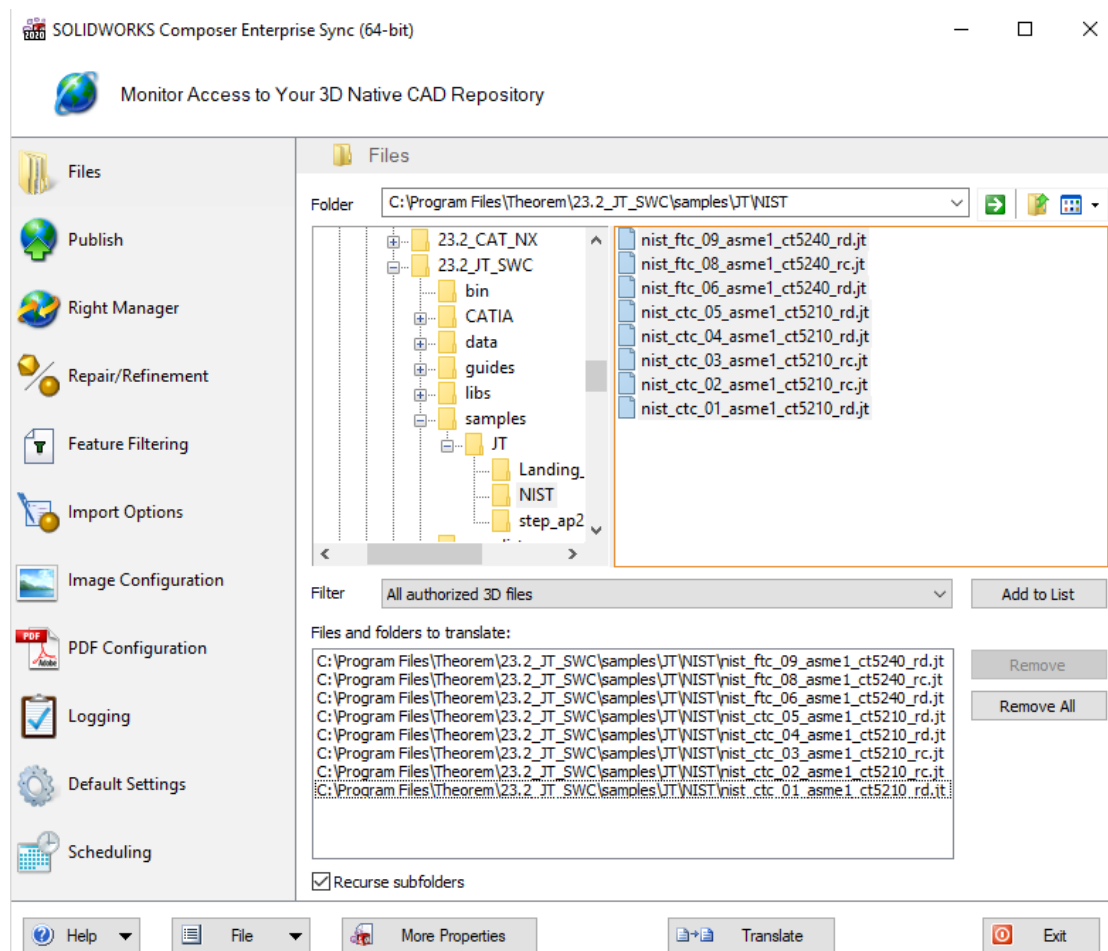 SOLIDWORKS Composer Enterprise Sync (64-bit)
Monitor Access to Your 3D Native CAD Repository
Files
Publish
Right Manager
Repair/Refinement
Feature Filtering
Import Options
Image Configuration
PDF Configuration
Logging
Default Settings
Scheduling
Files
Folder C:\Program Files\Theorem\23.2_JT_SWC\samples\JT\NIST
23.2_CAT_NX
23.2_JT_SWC
bin
CATIA
data
guides
libs
samples
JT
Landing_
NIST
step_ap2
nist_ftc_09_asme1_ct5240_rd.jt
nist_ftc_08_asme1_ct5240_rc.jt
nist_ftc_06_asme1_ct5240_rd.jt
nist_ctc_05_asme1_ct5210_rd.jt
nist_ctc_04_asme1_ct5210_rd.jt
nist_ctc_03_asme1_ct5210_rc.jt
nist_ctc_02_asme1_ct5210_rc.jt
nist_ctc_01_asme1_ct5210_rd.jt
Filter All authorized 3D files Add to List
Files and folders to translate:
C:\Program Files\Theorem\23.2_JT_SWC\samples\JT\NIST\nist_ftc_09_asme1_ct5240_rd.jt
C:\Program Files\Theorem\23.2_JT_SWC\samples\JT\NIST\nist_ftc_08_asme1_ct5240_rc.jt
C:\Program Files\Theorem\23.2_JT_SWC\samples\JT\NIST\nist_ftc_06_asme1_ct5240_rd.jt
C:\Program Files\Theorem\23.2_JT_SWC\samples\JT\NIST\nist_ctc_05_asme1_ct5210_rd.jt
C:\Program Files\Theorem\23.2_JT_SWC\samples\JT\NIST\nist_ctc_04_asme1_ct5210_rd.jt
C:\Program Files\Theorem\23.2_JT_SWC\samples\JT\NIST\nist_ctc_03_asme1_ct5210_rc.jt
C:\Program Files\Theorem\23.2_JT_SWC\samples\JT\NIST\nist_ctc_02_asme1_ct5210_rc.jt
C:\Program Files\Theorem\23.2_JT_SWC\samples\JT\NIST\nist_ctc_01_asme1_ct5210_rd.jt
Remove
Remove All
Recurse subfolders
Help File More Properties Translate Exit
2020
PDF
Adobe